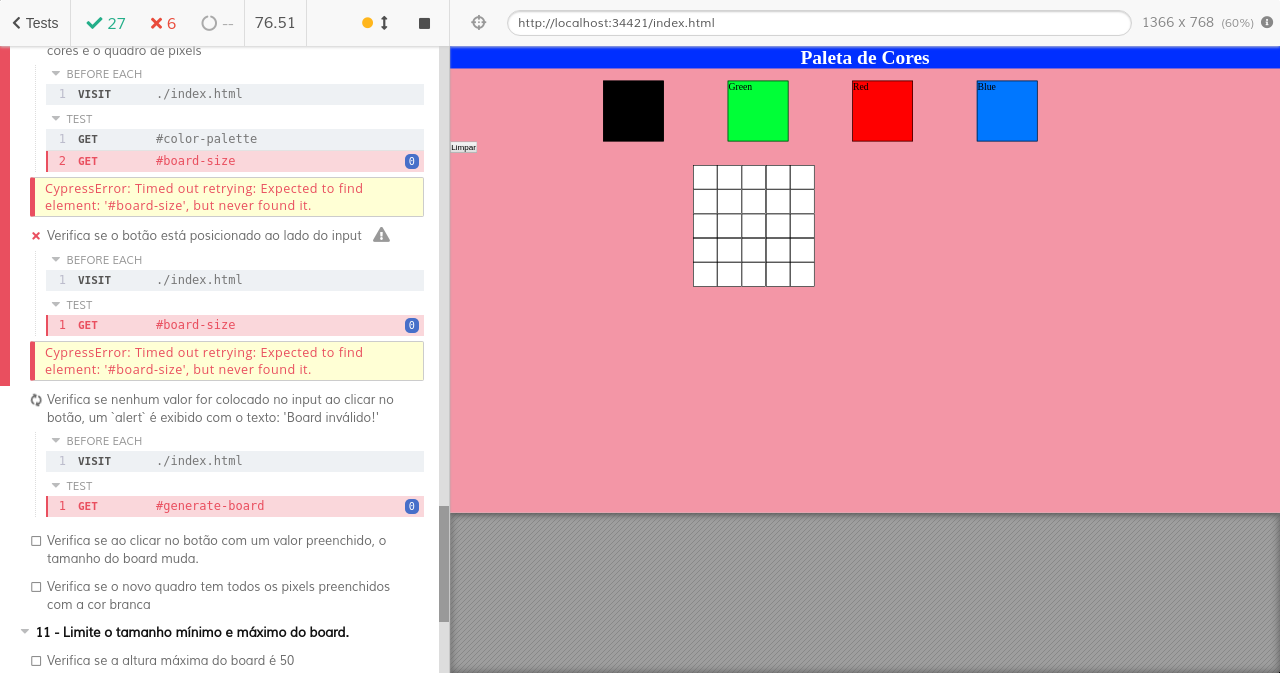 Tests
27
6
--
76.51
http://localhost:34421/index.html
1366 x 768 (60%)
cores e o quadro de pixels
BEFORE EACH
1 VISIT ./index.html
TEST
1 GET #color-palette
2 GET #board-size 0
CypressError: Timed out retrying: Expected to find
element: '#board-size', but never found it.
Verifica se o botão está posicionado ao lado do input
BEFORE EACH
1 VISIT ./index.html
TEST
1 GET #board-size 0
CypressError: Timed out retrying: Expected to find
element: '#board-size', but never found it.
Verifica se nenhum valor for colocado no input ao clicar no
botão, um `alert` é exibido com o texto: 'Board inválido!'
BEFORE EACH
1 VISIT ./index.html
TEST
1 GET #generate-board 0
Verifica se ao clicar no botão com um valor preenchido, o
tamanho do board muda.
Verifica se o novo quadro tem todos os pixels preenchidos
com a cor branca
11 - Limite o tamanho mínimo e máximo do board.
Verifica se a altura máxima do board é 50
Paleta de Cores
Green
Red
Blue
Limpar